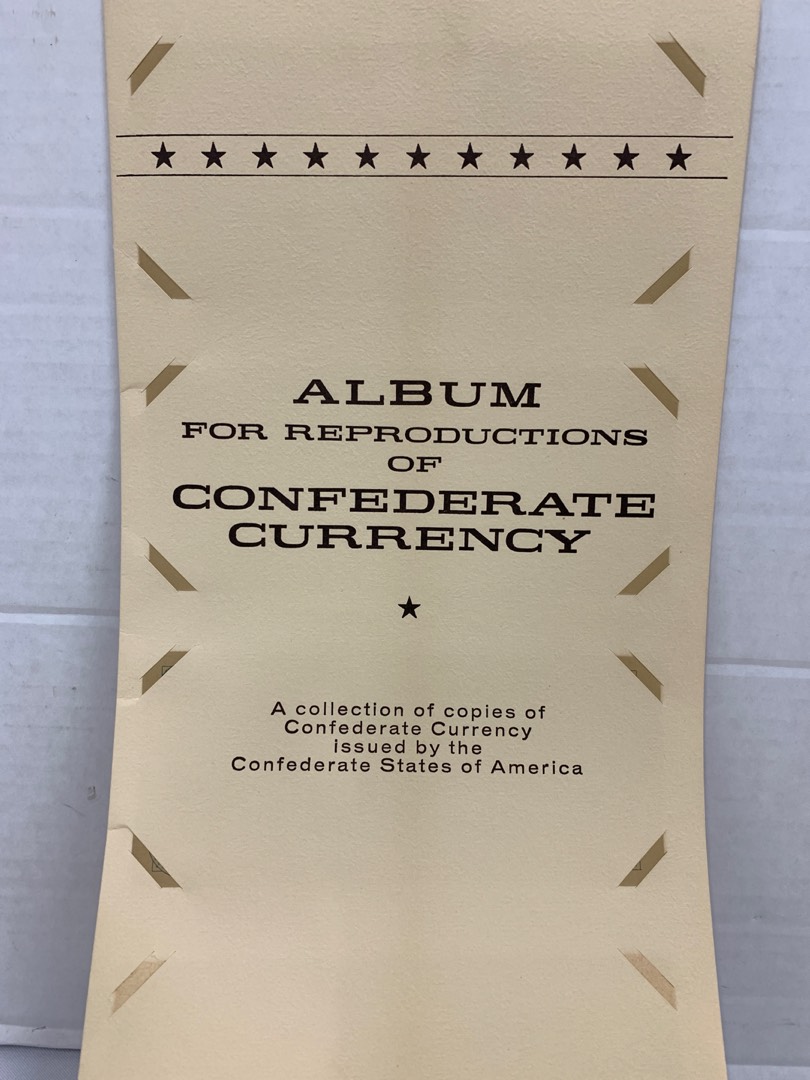 ALBUM
FOR REPRODUCTIONS
OF
CONFEDERATE
CURRENCY
A collection of copies of
Confederate Currency
issued by the
Confederate States of America